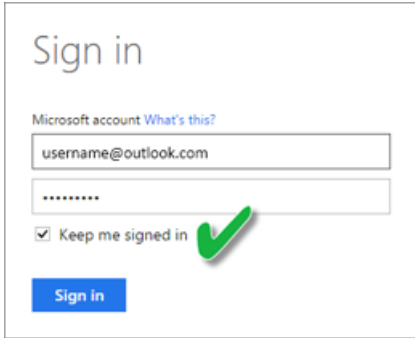 Sign in
Microsoft account What's this?
username@outlook.com
•••••••••
Keep me signed in
Sign in